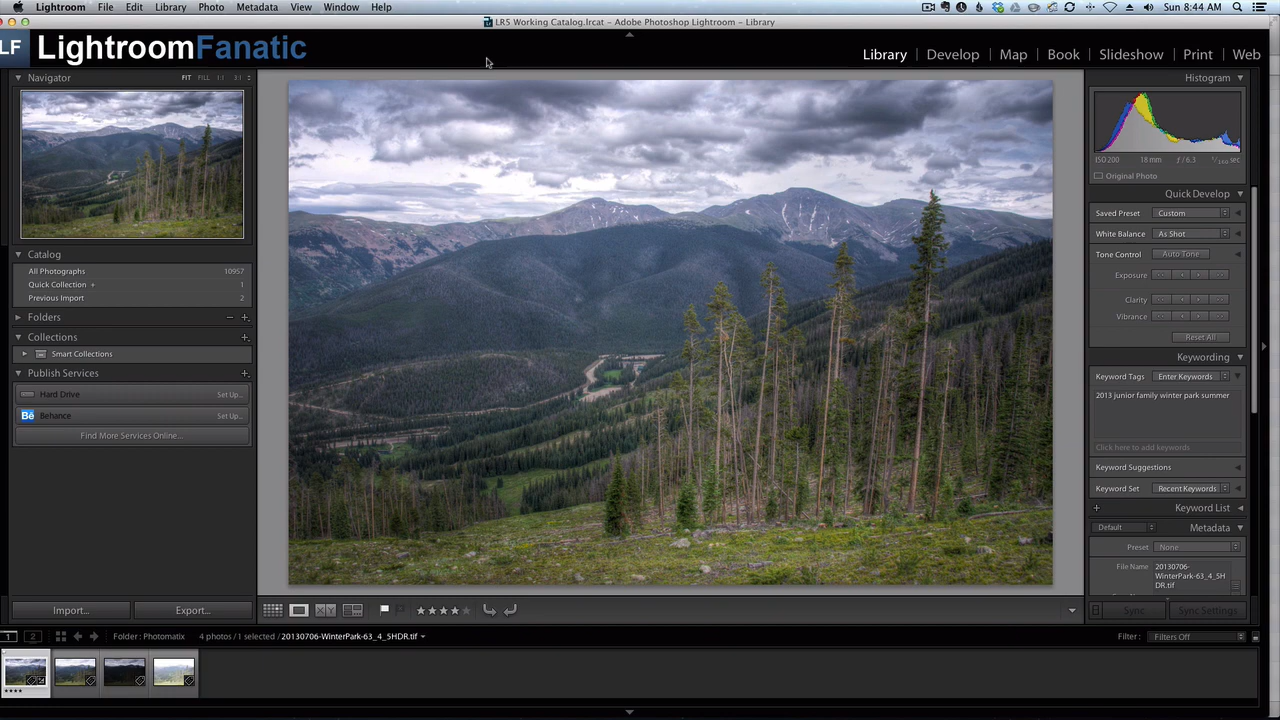 Lightroom File Edit Library Photo Metadata View Window Help
Sun 8:44 AM
LR5 Working Catalog.lrcat - Adobe Photoshop Lightroom - Library
LF LightroomFanatic
Library | Develop | Map | Book | Slideshow | Print | Web
Navigator FIT FILL 1:1 3:1
Catalog
All Photographs 10957
Quick Collection + 1
Previous Import 2
Folders
Collections
Smart Collections
Publish Services
Hard Drive Set Up...
Bē Behance Set Up...
Find More Services Online...
Import... Export...
Histogram
ISO 200 18 mm f / 6.3
Original Photo
Quick Develop
Saved Preset Custom
White Balance As Shot
Tone Control Auto Tone
Exposure
Clarity
Vibrance
Reset All
Keywording
Keyword Tags Enter Keywords
2013 junior family winter park summer
Click here to add keywords
Keyword Suggestions
Keyword Set Recent Keywords
Keyword List
Default Metadata
Preset None
File Name 20130706-
WinterPark-63_4_5H
DR.tif
Sync Sync Settings
X Y
1 2 Folder : Photomatix 4 photos / 1 selected / 20130706-WinterPark-63_4_5HDR.tif
Filter : Filters Off